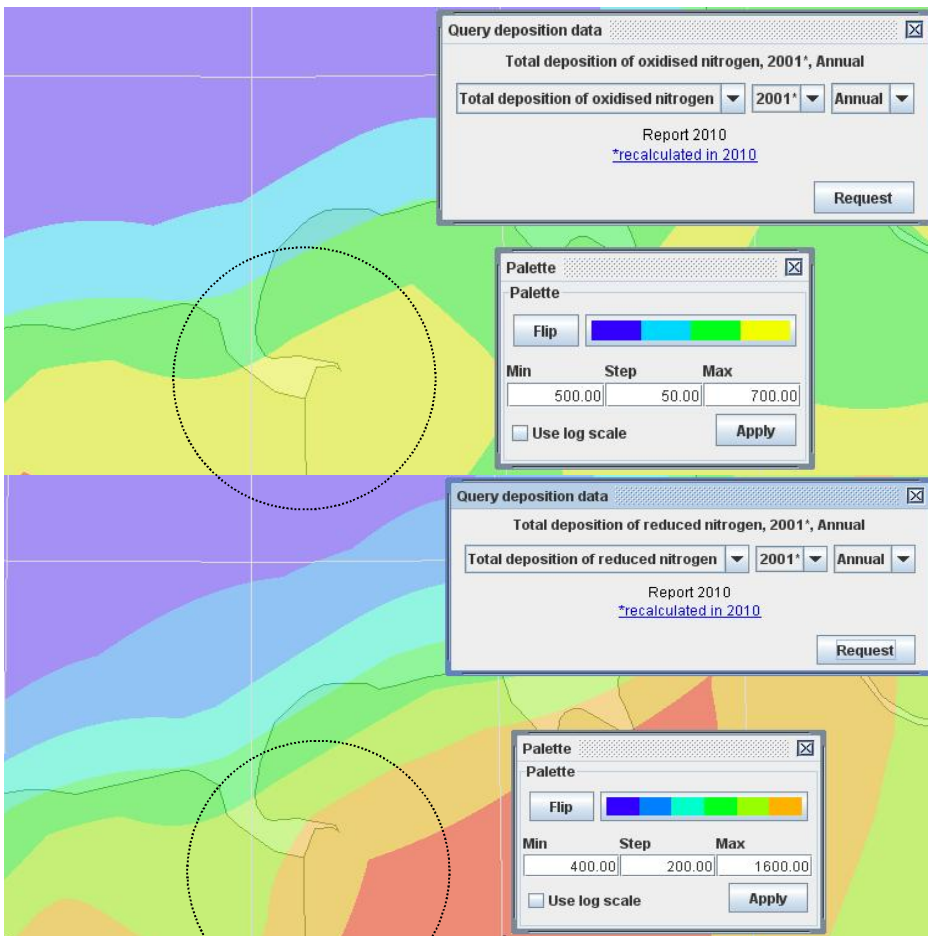 Query deposition data
Total deposition of oxidised nitrogen, 2001*, Annual
Total deposition of oxidised nitrogen 2001* Annual
Report 2010
*recalculated in 2010
Request
Palette
Palette
Flip
Min Step Max
500.00 50.00 700.00
Use log scale Apply
Query deposition data
Total deposition of reduced nitrogen, 2001*, Annual
Total deposition of reduced nitrogen 2001* Annual
Report 2010
*recalculated in 2010
Request
Palette
Palette
Flip
Min Step Max
400.00 200.00 1600.00
Use log scale Apply